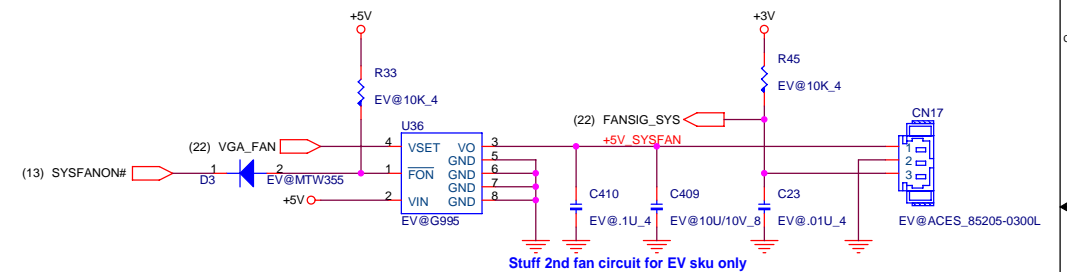 +5V
+3V
R33
EV@10K_4
R45
EV@10K_4
CN17
(22) FANSIG_SYS
+5V_SYSFAN
U36
(22) VGA_FAN
4 VSET VO 3
GND 5
(13) SYSFANON#
1 2
1 FON GND 6
D3 EV@MTW355
GND 7
+5V
2 VIN GND 8
EV@G995
1
2
3
C410
EV@.1U_4
C409
EV@10U/10V_8
C23
EV@.01U_4
EV@ACES_85205-0300L
Stuff 2nd fan circuit for EV sku only